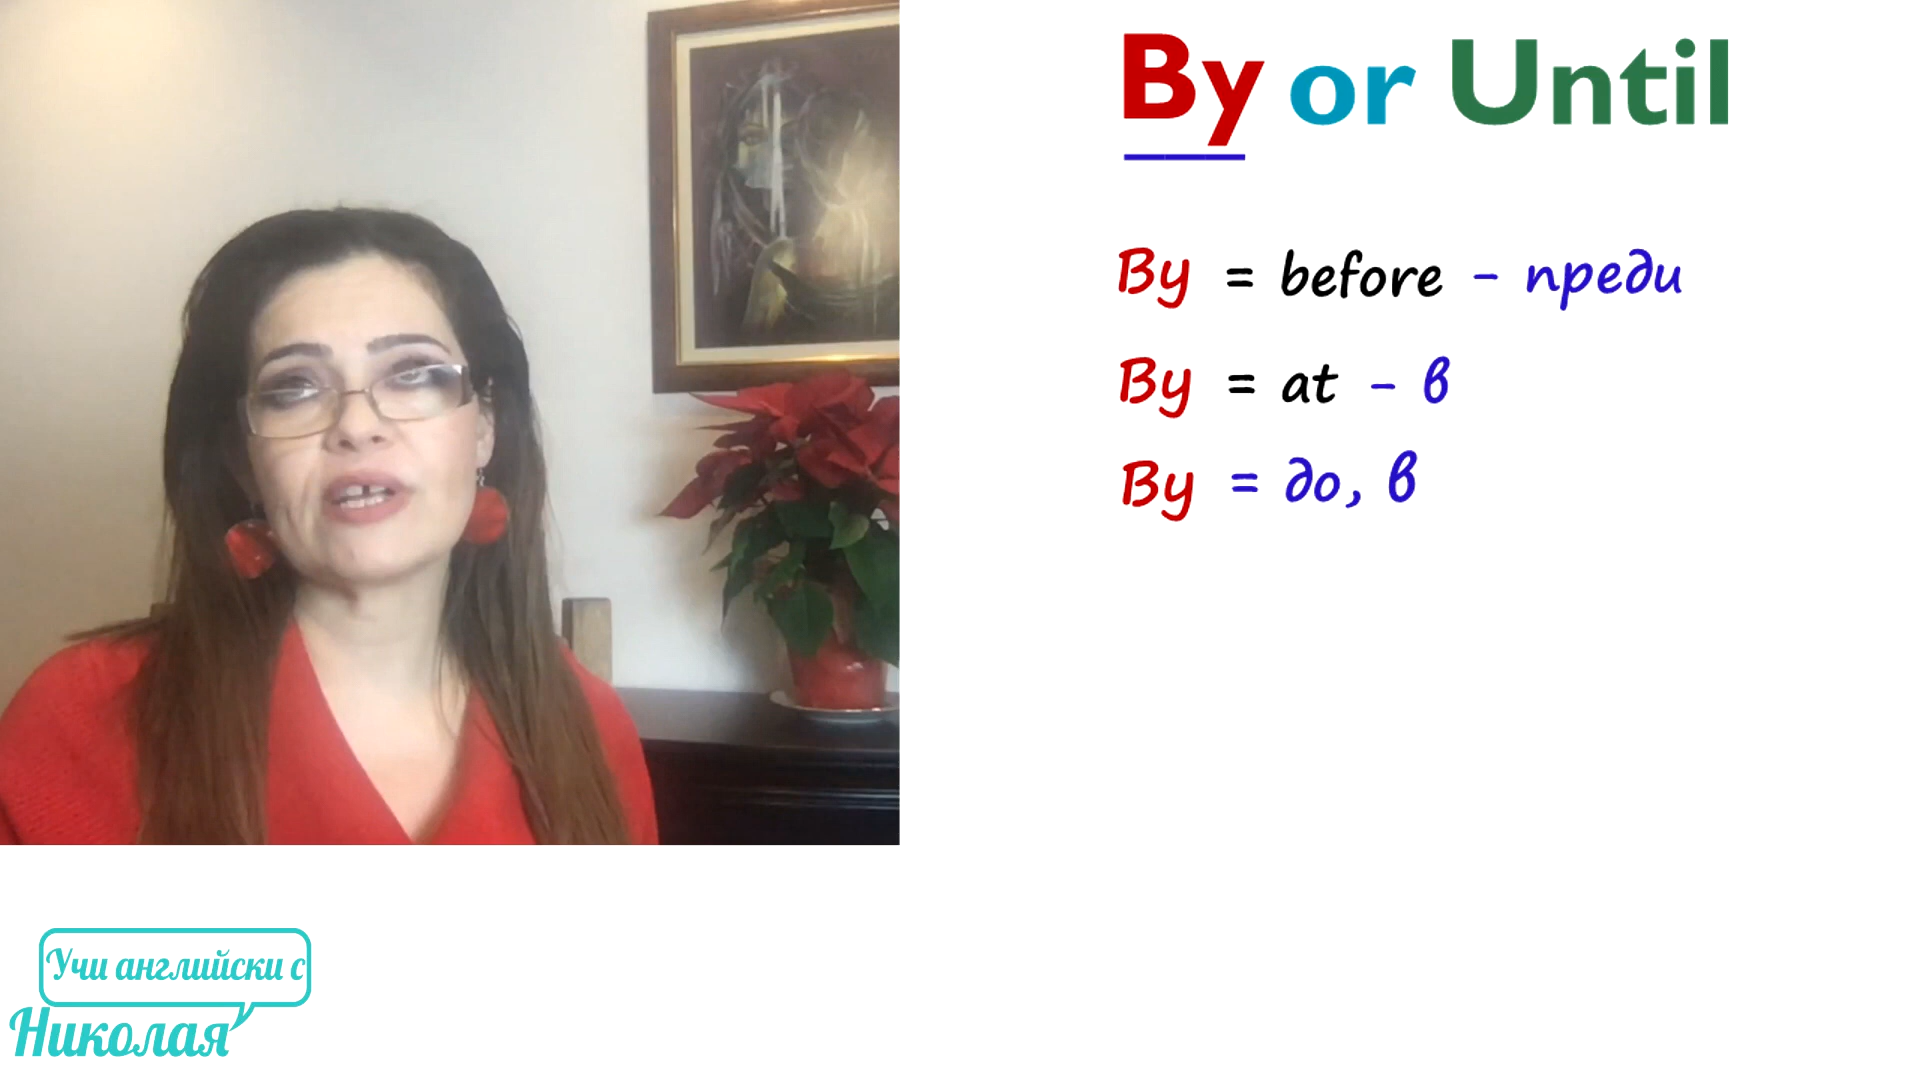 By or Until
By = before - преди
By = at - в
By = до, в
Учи английски с
Николая